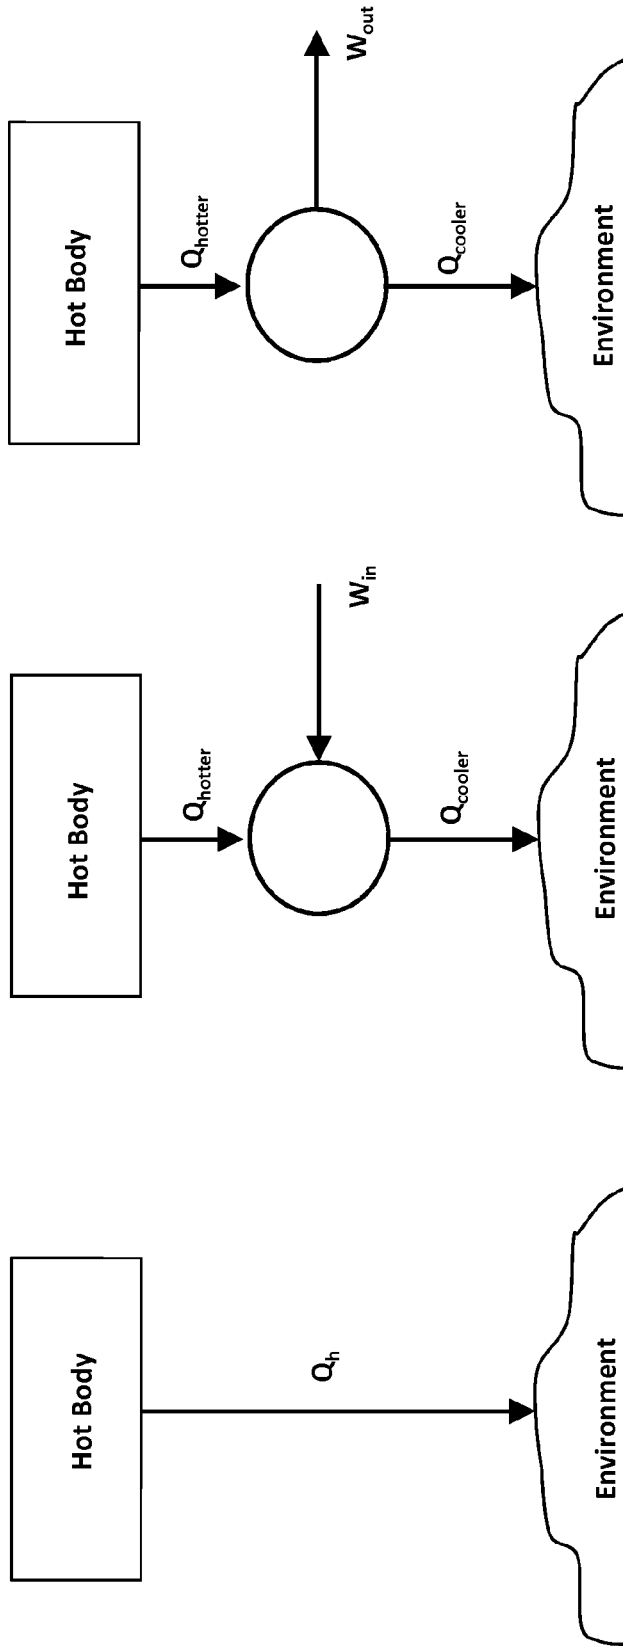 Hot Body
Q_h
Environment
Hot Body
Q_hotter
W_in
Q_cooler
Environment
Hot Body
Q_hotter
W_out
Q_cooler
Environment